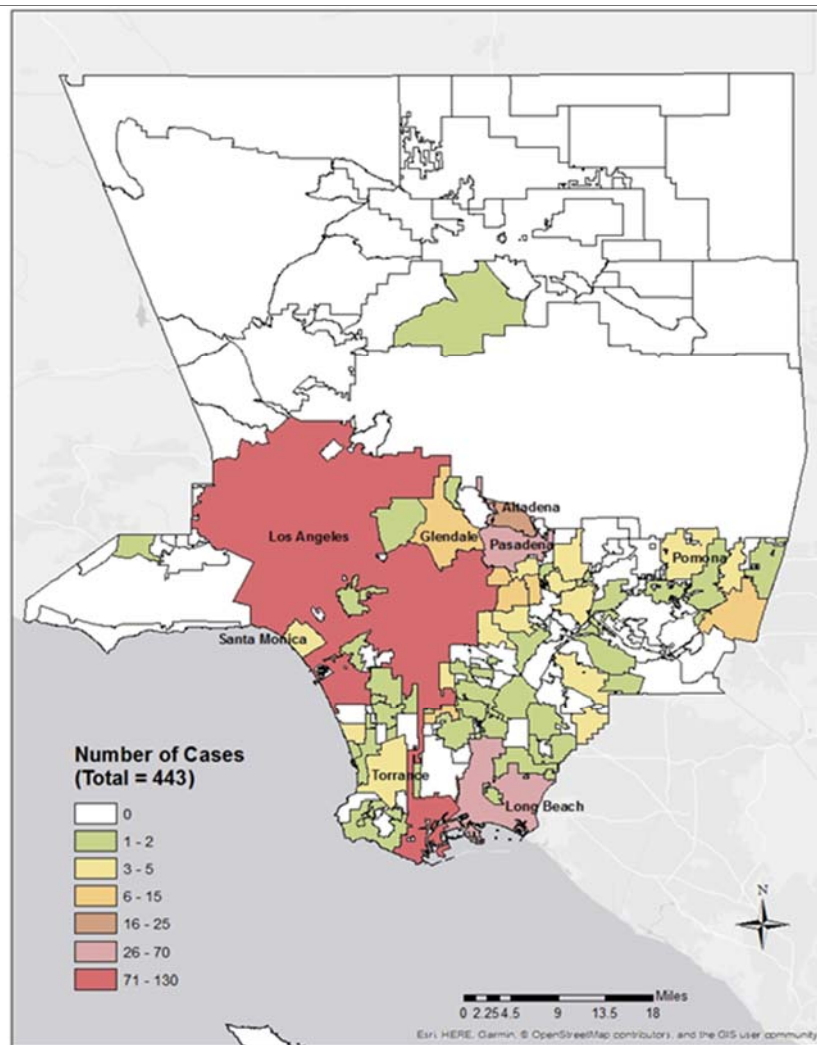 Altadena
Los Angeles
Glendale
Pasadena
Pomona
Santa Monica
Number of Cases
(Total = 443)
Torrance
Long Beach
0
1 - 2
3 - 5
6 - 15
16 - 25
26 - 70
71 - 130
N
Miles
0 2.25 4.5 9 13.5 18
Esri, HERE, Garmin, © OpenStreetMap contributors, and the GIS user community